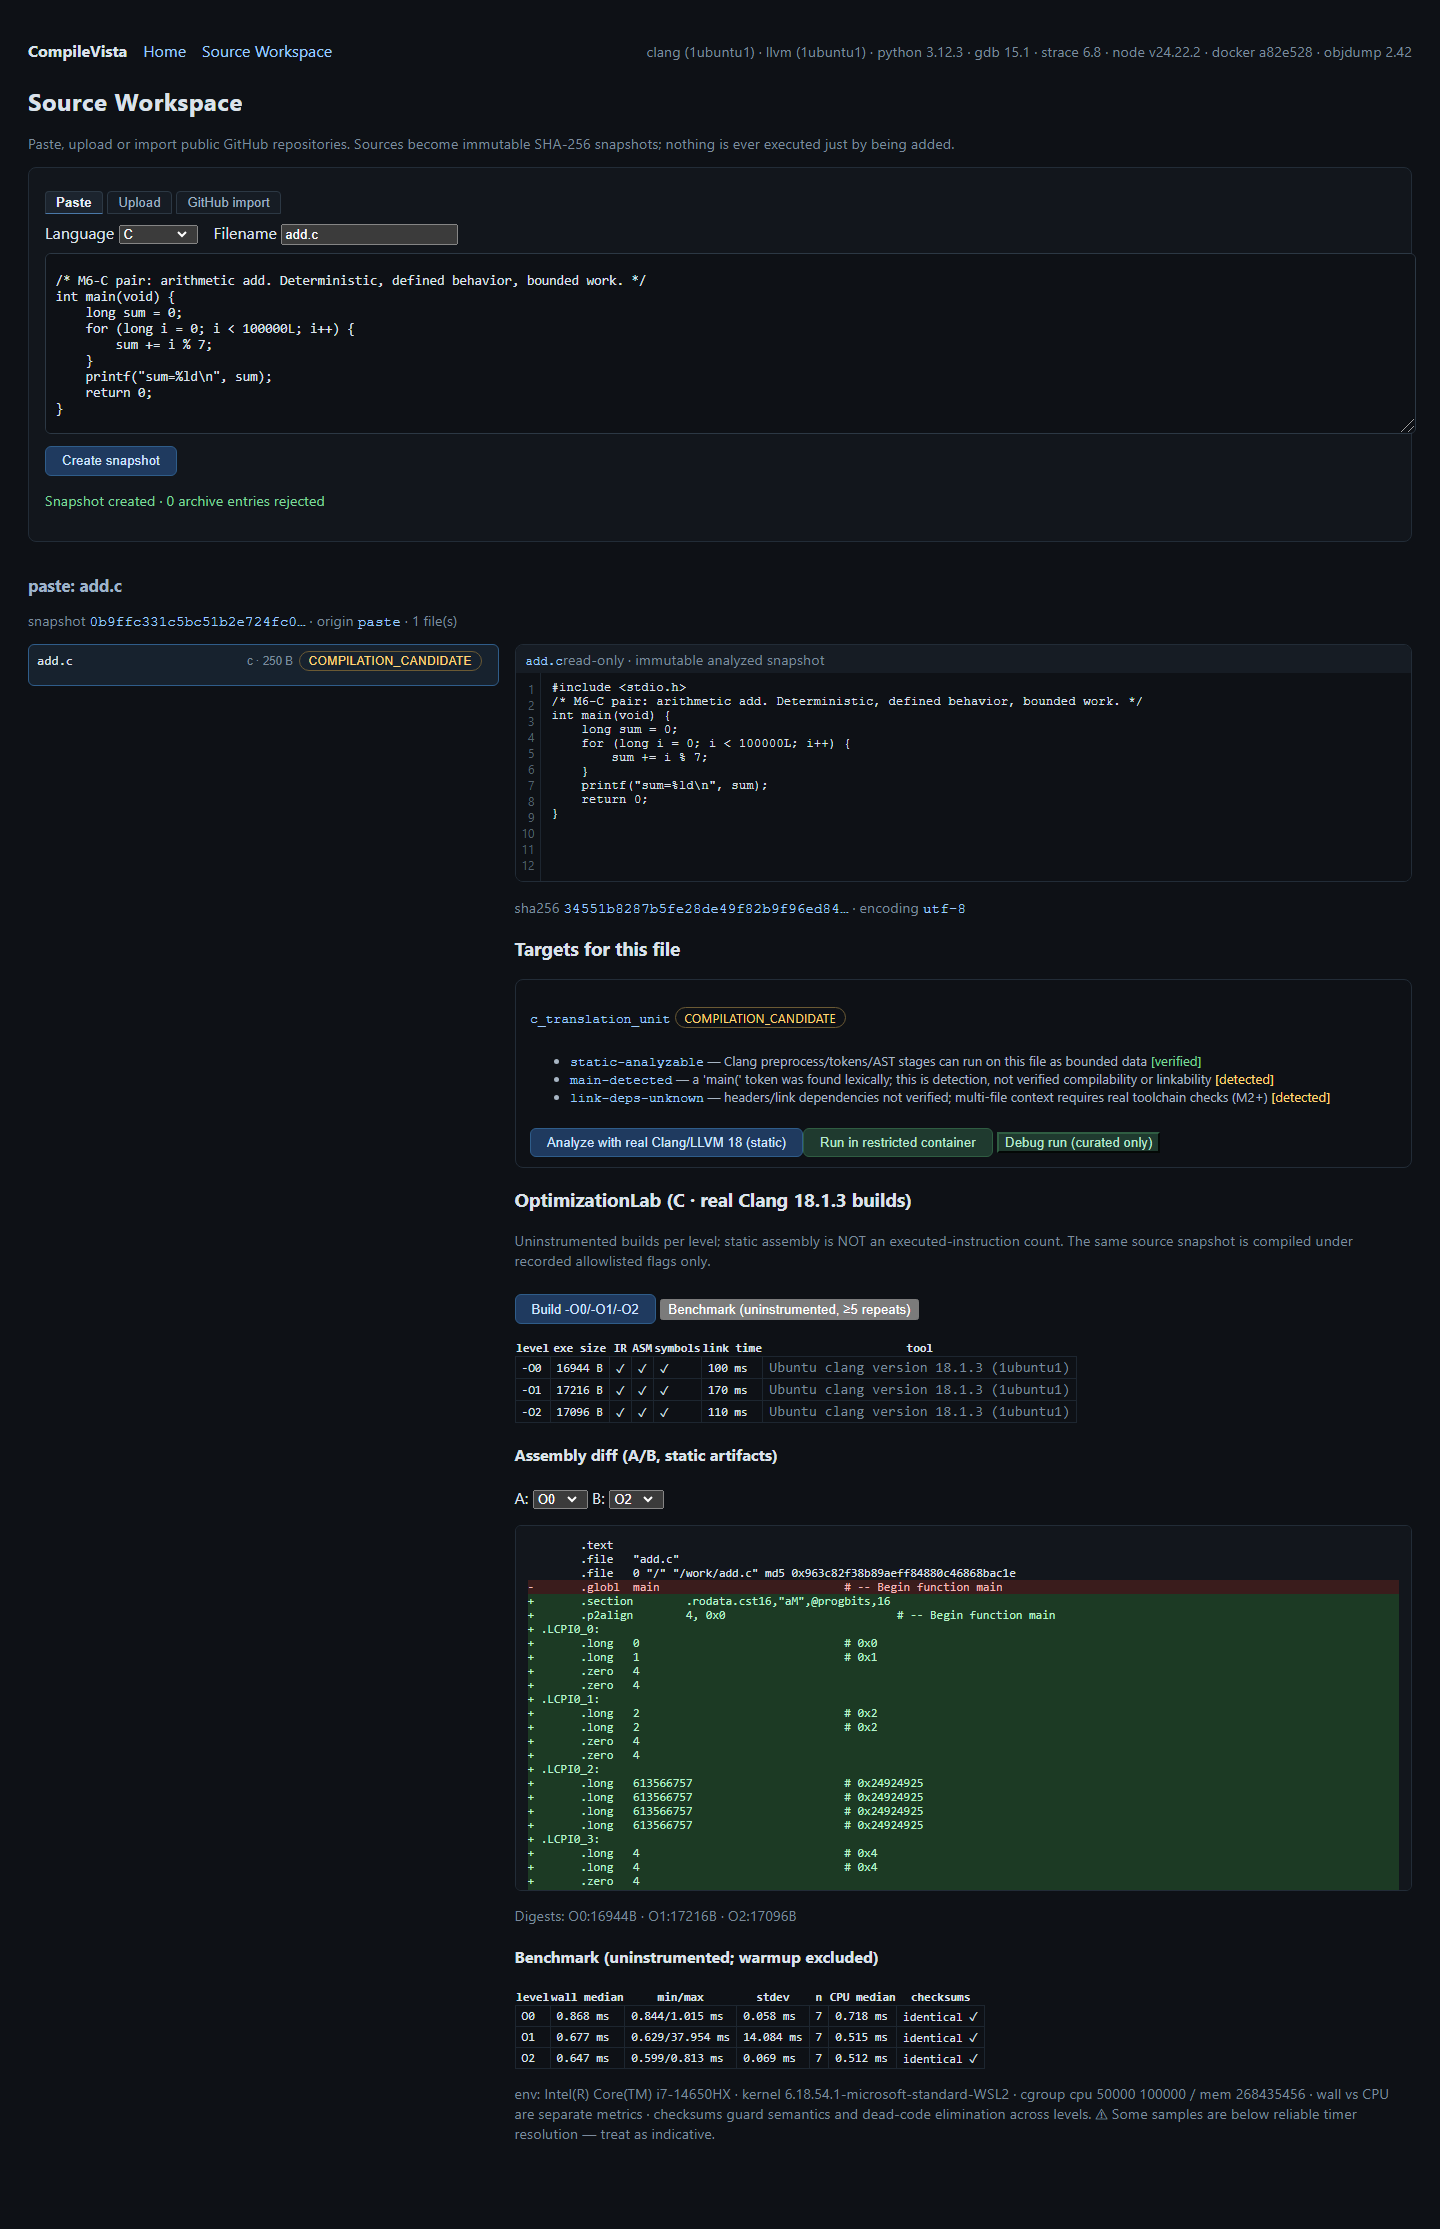 CompileVista Home Source Workspace clang (1ubuntu1) · llvm (1ubuntu1) · python 3.12.3 · gdb 15.1 · strace 6.8 · node v24.22.2 · docker a82e528 · objdump 2.42
Source Workspace
Paste, upload or import public GitHub repositories. Sources become immutable SHA-256 snapshots; nothing is ever executed just by being added.
Paste Upload GitHub import
Language C Filename add.c
/* M6-C pair: arithmetic add. Deterministic, defined behavior, bounded work. */
int main(void) {
    long sum = 0;
    for (long i = 0; i < 100000L; i++) {
        sum += i % 7;
    }
    printf("sum=%ld\n", sum);
    return 0;
}
Create snapshot
Snapshot created · 0 archive entries rejected
paste: add.c
snapshot 0b9ffc331c5bc51b2e724fc0… · origin paste · 1 file(s)
add.c c · 250 B COMPILATION_CANDIDATE
add.cread-only · immutable analyzed snapshot
1 #include <stdio.h>
2 /* M6-C pair: arithmetic add. Deterministic, defined behavior, bounded work. */
3 int main(void) {
4     long sum = 0;
5     for (long i = 0; i < 100000L; i++) {
6         sum += i % 7;
7     }
8     printf("sum=%ld\n", sum);
9     return 0;
10 }
11
12
sha256 34551b8287b5fe28de49f82b9f96ed84… · encoding utf-8
Targets for this file
c_translation_unit COMPILATION_CANDIDATE
• static-analyzable — Clang preprocess/tokens/AST stages can run on this file as bounded data [verified]
• main-detected — a 'main(' token was found lexically; this is detection, not verified compilability or linkability [detected]
• link-deps-unknown — headers/link dependencies not verified; multi-file context requires real toolchain checks (M2+) [detected]
Analyze with real Clang/LLVM 18 (static) Run in restricted container Debug run (curated only)
OptimizationLab (C · real Clang 18.1.3 builds)
Uninstrumented builds per level; static assembly is NOT an executed-instruction count. The same source snapshot is compiled under
recorded allowlisted flags only.
Build -O0/-O1/-O2 Benchmark (uninstrumented, ≥5 repeats)
level exe size IR ASM symbols link time tool
-O0 16944 B ✓ ✓ ✓ 100 ms Ubuntu clang version 18.1.3 (1ubuntu1)
-O1 17216 B ✓ ✓ ✓ 170 ms Ubuntu clang version 18.1.3 (1ubuntu1)
-O2 17096 B ✓ ✓ ✓ 110 ms Ubuntu clang version 18.1.3 (1ubuntu1)
Assembly diff (A/B, static artifacts)
A: O0 B: O2
.text
.file "add.c"
.file 0 "/" "/work/add.c" md5 0x963c82f38b89aeff84880c46868bac1e
- .globl main # -- Begin function main
+ .section .rodata.cst16,"aM",@progbits,16
+ .p2align 4, 0x0 # -- Begin function main
+ .LCPI0_0:
+ .long 0 # 0x0
+ .long 1 # 0x1
+ .zero 4
+ .zero 4
+ .LCPI0_1:
+ .long 2 # 0x2
+ .long 2 # 0x2
+ .zero 4
+ .zero 4
+ .LCPI0_2:
+ .long 613566757 # 0x24924925
+ .long 613566757 # 0x24924925
+ .long 613566757 # 0x24924925
+ .long 613566757 # 0x24924925
+ .LCPI0_3:
+ .long 4 # 0x4
+ .long 4 # 0x4
+ .zero 4
Digests: O0:16944B · O1:17216B · O2:17096B
Benchmark (uninstrumented; warmup excluded)
level wall median min/max stdev n CPU median checksums
O0 0.868 ms 0.844/1.015 ms 0.058 ms 7 0.718 ms identical ✓
O1 0.677 ms 0.629/37.954 ms 14.084 ms 7 0.515 ms identical ✓
O2 0.647 ms 0.599/0.813 ms 0.069 ms 7 0.512 ms identical ✓
env: Intel(R) Core(TM) i7-14650HX · kernel 6.18.54.1-microsoft-standard-WSL2 · cgroup cpu 50000 100000 / mem 268435456 · wall vs CPU
are separate metrics · checksums guard semantics and dead-code elimination across levels. ⚠ Some samples are below reliable timer
resolution — treat as indicative.